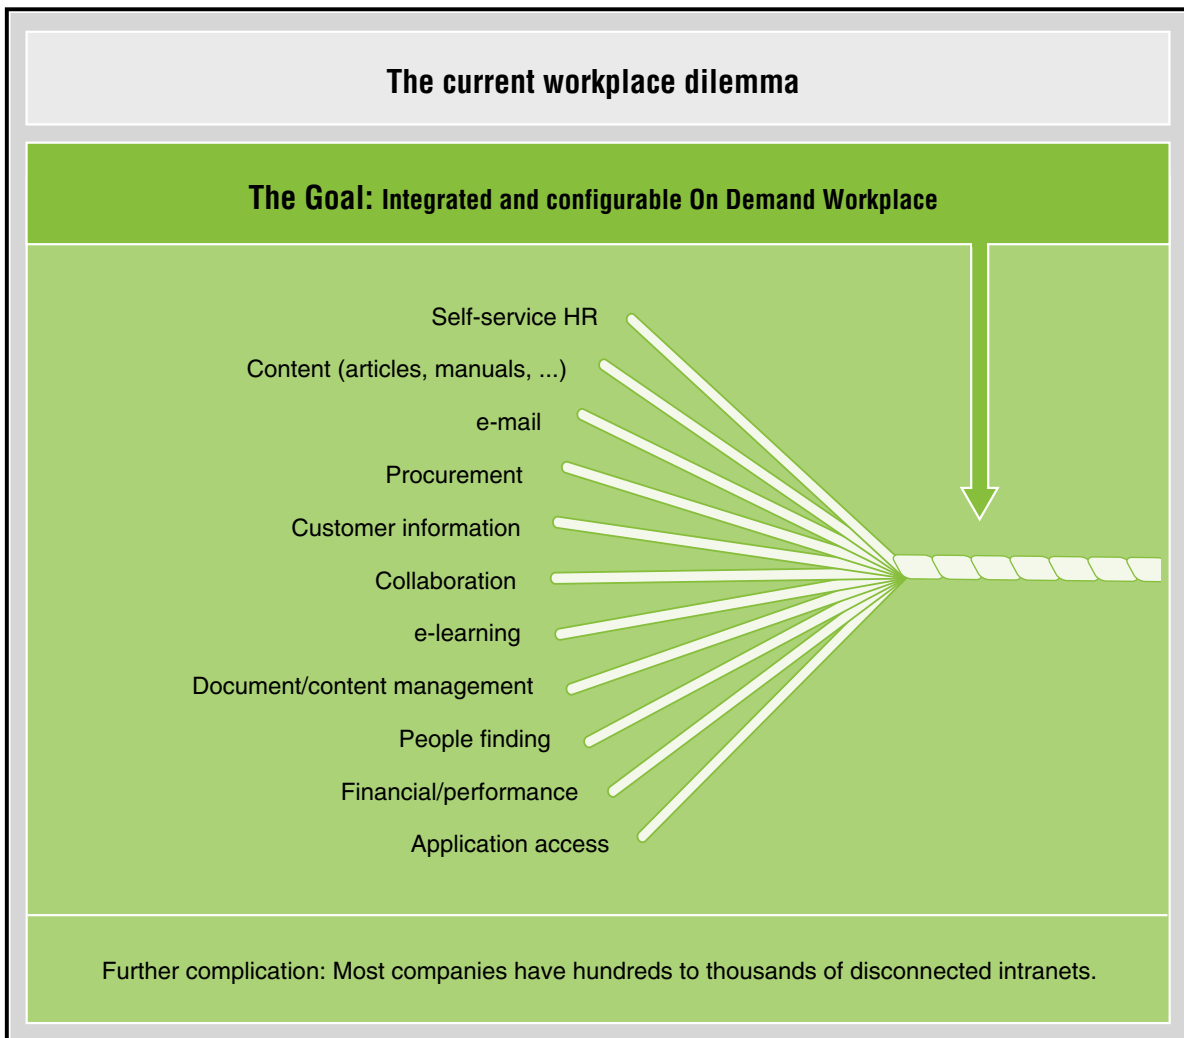 The current workplace dilemma
The Goal: Integrated and configurable On Demand Workplace
Self-service HR
Content (articles, manuals, ...)
e-mail
Procurement
Customer information
Collaboration
e-learning
Document/content management
People finding
Financial/performance
Application access
Further complication: Most companies have hundreds to thousands of disconnected intranets.